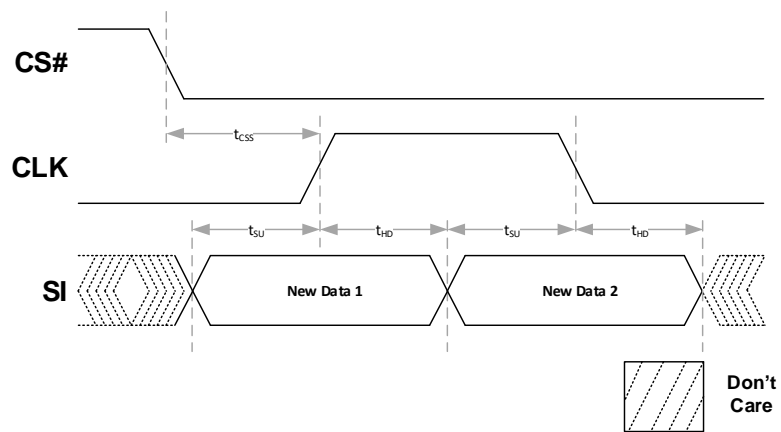 CS#
tCSS
CLK
tSU
tHD
tSU
tHD
SI
New Data 1
New Data 2
Don't
Care